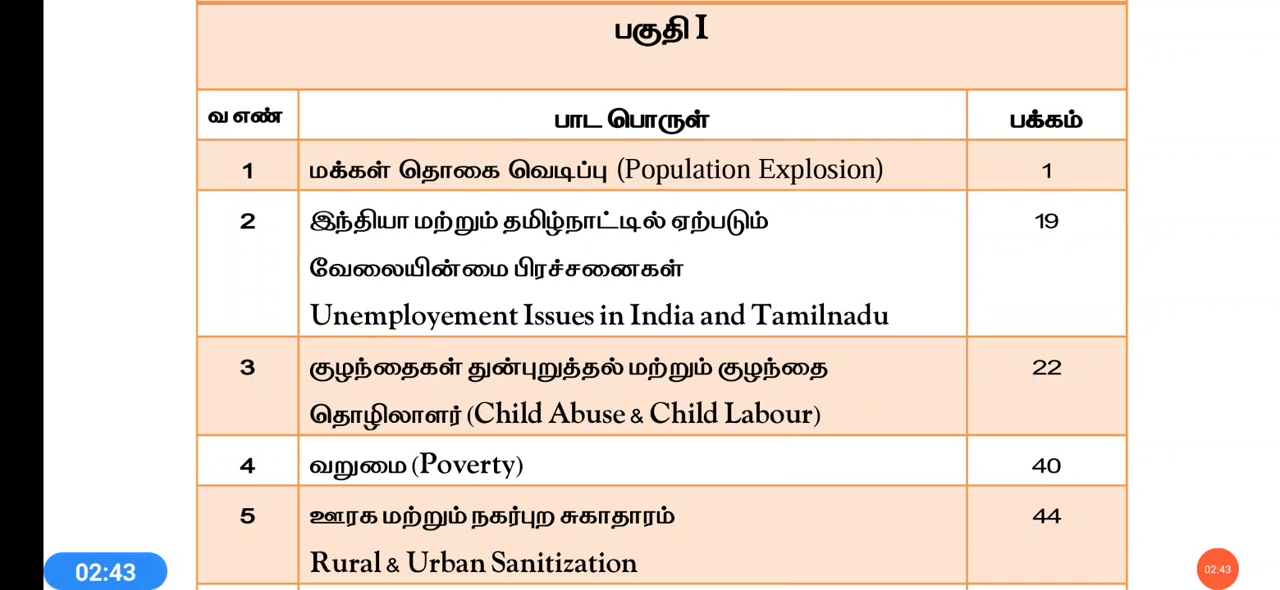 பகுதி I
வ எண் பாட பொருள் பக்கம்
1 மக்கள் தொகை வெடிப்பு (Population Explosion) 1
2 இந்தியா மற்றும் தமிழ்நாட்டில் ஏற்படும் 19
வேலையின்மை பிரச்சனைகள்
Unemployement Issues in India and Tamilnadu
3 குழந்தைகள் துன்புறுத்தல் மற்றும் குழந்தை 22
தொழிலாளர் (Child Abuse & Child Labour)
4 வறுமை (Poverty) 40
5 ஊரக மற்றும் நகர்புற சுகாதாரம் 44
Rural & Urban Sanitization
02:43
02:43